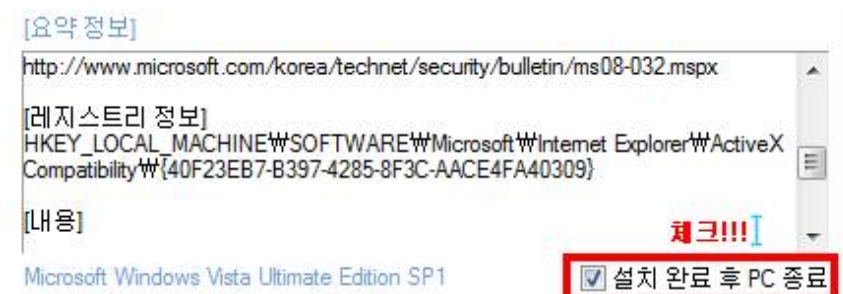 [요약 정보]
http://www.microsoft.com/korea/technet/security/bulletin/ms08-032.mspx
[레지스트리 정보]
HKEY_LOCAL_MACHINE₩SOFTWARE₩Microsoft₩Internet Explorer₩ActiveX
Compatibility₩{40F23EB7-B397-4285-8F3C-AACE4FA40309}
[내용]
체크!!!
Microsoft Windows Vista Ultimate Edition SP1
설치 완료 후 PC 종료